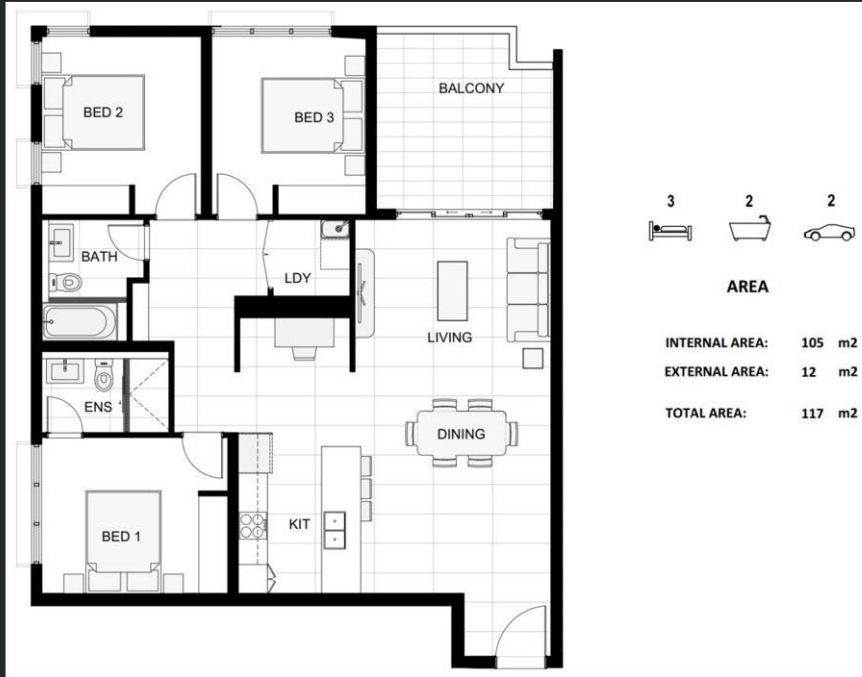 BED 2
BED 3
BALCONY
BATH
LDY
LIVING
ENS
DINING
KIT
BED 1
3 2 2
AREA
INTERNAL AREA: 105 m2
EXTERNAL AREA: 12 m2
TOTAL AREA: 117 m2